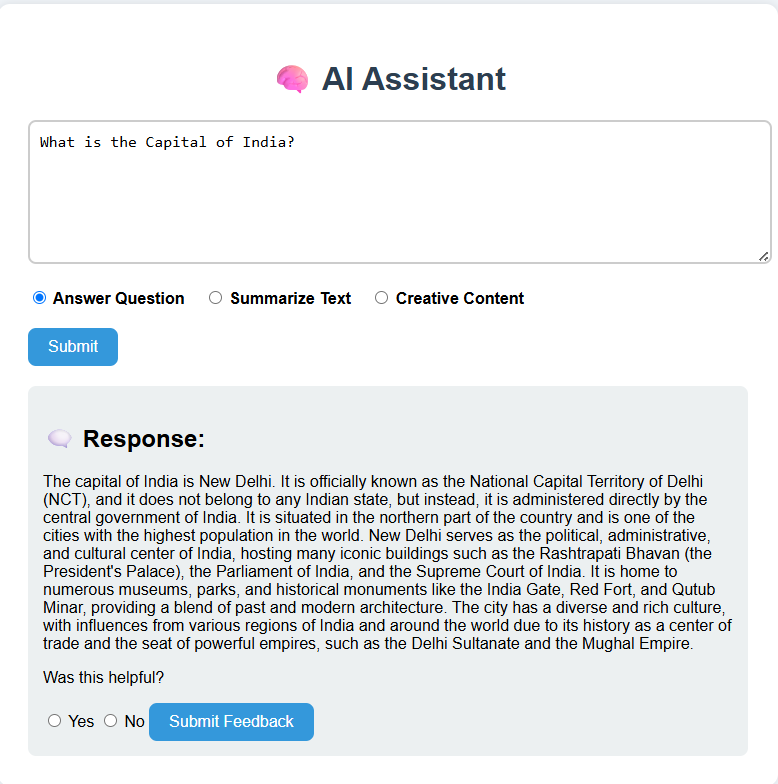 AI Assistant
What is the Capital of India?
Answer Question Summarize Text Creative Content
Submit
Response:
The capital of India is New Delhi. It is officially known as the National Capital Territory of Delhi
(NCT), and it does not belong to any Indian state, but instead, it is administered directly by the
central government of India. It is situated in the northern part of the country and is one of the
cities with the highest population in the world. New Delhi serves as the political, administrative,
and cultural center of India, hosting many iconic buildings such as the Rashtrapati Bhavan (the
President's Palace), the Parliament of India, and the Supreme Court of India. It is home to
numerous museums, parks, and historical monuments like the India Gate, Red Fort, and Qutub
Minar, providing a blend of past and modern architecture. The city has a diverse and rich culture,
with influences from various regions of India and around the world due to its history as a center of
trade and the seat of powerful empires, such as the Delhi Sultanate and the Mughal Empire.
Was this helpful?
Yes No Submit Feedback